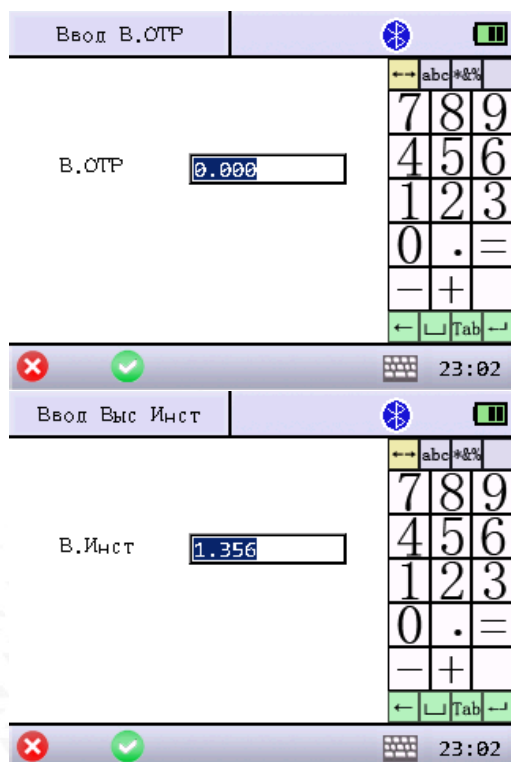 Ввод В.ОТР
←→ abc *&%
7 8 9
В.ОТР 0.000
4 5 6
1 2 3
0 . =
- +
← ⌴ Tab ↵
23:02
Ввод Выс Инст
←→ abc *&%
7 8 9
В.Инст 1.356
4 5 6
1 2 3
0 . =
- +
← ⌴ Tab ↵
23:02